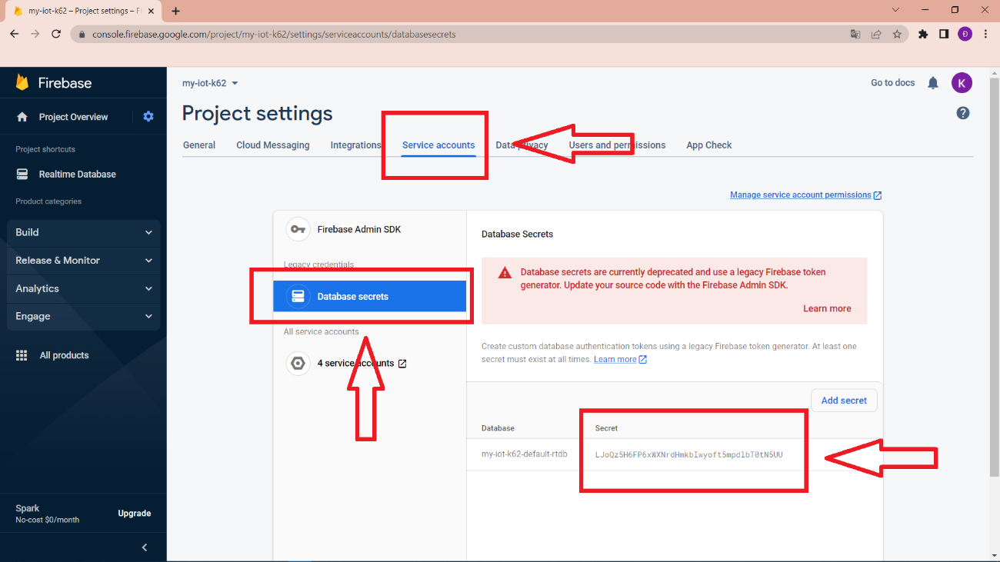 my-iot-k62 – Project settings – Fi
console.firebase.google.com/project/my-iot-k62/settings/serviceaccounts/databasesecrets
Đ
Firebase
my-iot-k62
Go to docs
K
Project Overview
Project settings
?
Project shortcuts
General
Cloud Messaging
Integrations
Service accounts
Data privacy
Users and permissions
App Check
Realtime Database
Product categories
Manage service account permissions
Build
Firebase Admin SDK
Database Secrets
Release & Monitor
Legacy credentials
Database secrets are currently deprecated and use a legacy Firebase token
generator. Update your source code with the Firebase Admin SDK.
Analytics
Database secrets
Learn more
Engage
All service accounts
Create custom database authentication tokens using a legacy Firebase token generator. At least one
secret must exist at all times. Learn more
All products
4 service accounts
Add secret
Database
Secret
my-iot-k62-default-rtdb
LJoQz5H6FP6xWXNrdHmkbIwyoft5mpdlbT0tN5UU
Spark
No-cost $0/month
Upgrade